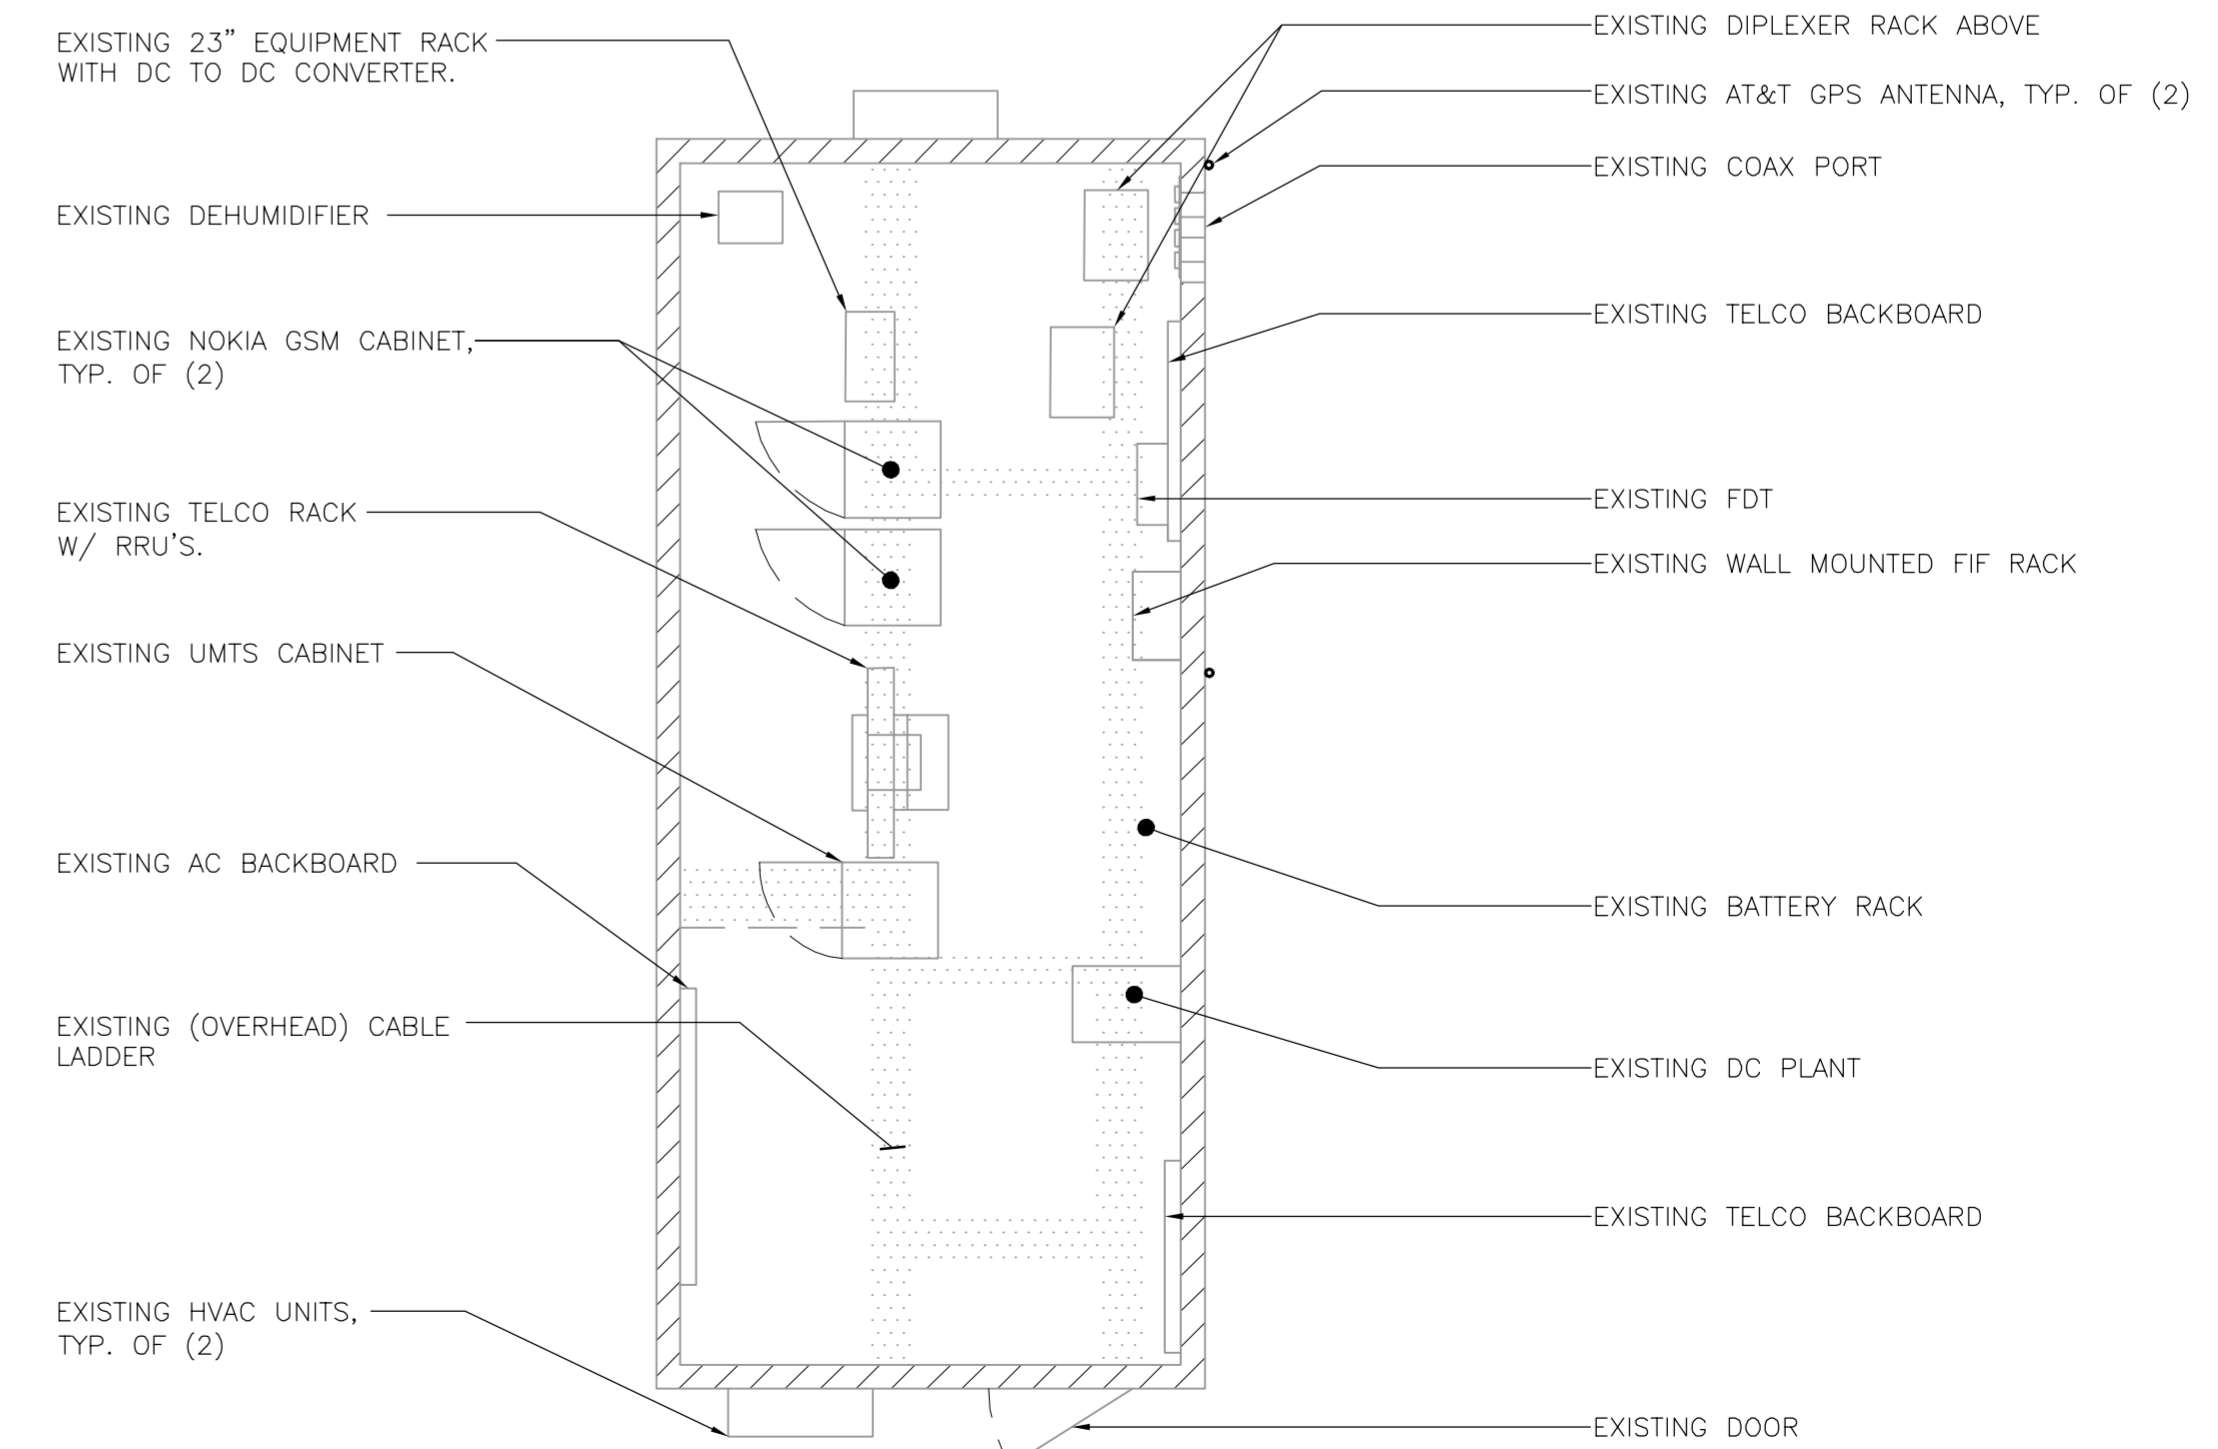 EXISTING 23” EQUIPMENT RACK
WITH DC TO DC CONVERTER.
EXISTING DEHUMIDIFIER
EXISTING NOKIA GSM CABINET,
TYP. OF (2)
EXISTING TELCO RACK
W/ RRU'S.
EXISTING UMTS CABINET
EXISTING AC BACKBOARD
EXISTING (OVERHEAD) CABLE
LADDER
EXISTING HVAC UNITS,
TYP. OF (2)
EXISTING DIPLEXER RACK ABOVE
EXISTING AT&T GPS ANTENNA, TYP. OF (2)
EXISTING COAX PORT
EXISTING TELCO BACKBOARD
EXISTING FDT
EXISTING WALL MOUNTED FIF RACK
EXISTING BATTERY RACK
EXISTING DC PLANT
EXISTING TELCO BACKBOARD
EXISTING DOOR